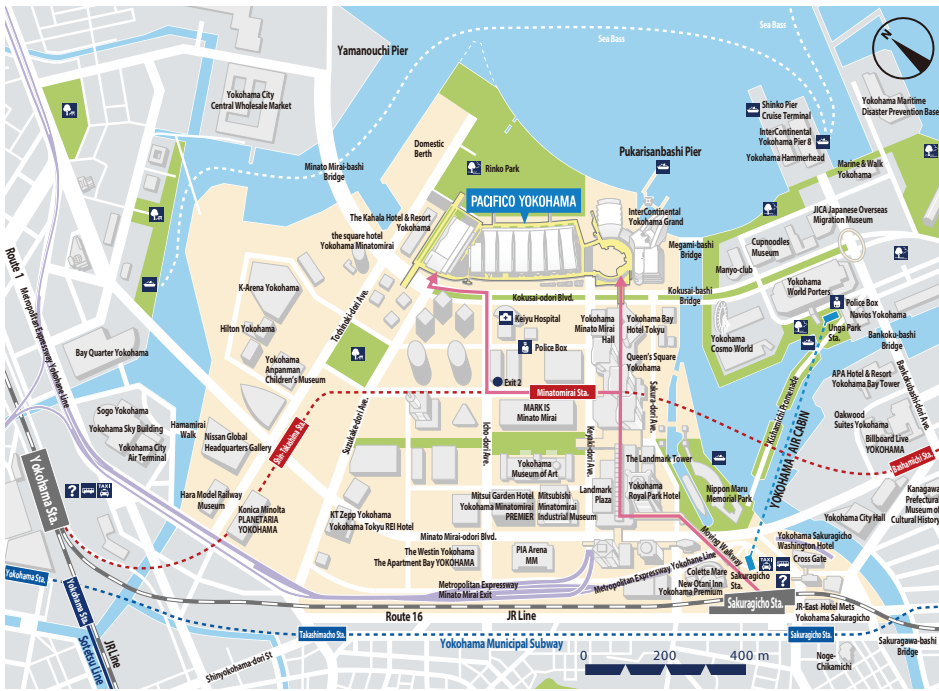 Sea Bass
Sea Bass
N
Yamanouchi Pier
Yokohama City
Central Wholesale Market
Shinko Pier
Cruise Terminal
InterContinental
Yokohama Pier 8
Yokohama Hammerhead
Yokohama Maritime
Disaster Prevention Base
Domestic
Berth
Minato Mirai-bashi
Bridge
Rinko Park
Pukarisanbashi Pier
Marine & Walk
Yokohama
PACIFICO YOKOHAMA
The Kahala Hotel & Resort
Yokohama
the square hotel
Yokohama Minatomirai
InterContinental
Yokohama Grand
JICA Japanese Overseas
Migration Museum
Megami-bashi
Bridge
Cupnoodles
Museum
Manyo-club
Route 1
Metropolitan Expressway Yokohane Line
K-Arena Yokohama
Kokusai-odori Blvd.
Kokusai-bashi
Bridge
Yokohama
World Porters
Police Box
Navios Yokohama
Tochinoki-dori Ave.
Hilton Yokohama
Keiyu Hospital
Yokohama
Minato Mirai
Hall
Yokohama Bay
Hotel Tokyu
Yokohama
Cosmo World
Unga Park
Sta.
Bankoku-bashi
Bridge
Bay Quarter Yokohama
Yokohama
Anpanman
Children's Museum
Police Box
Queen's Square
Yokohama
Exit 2
Minatomirai Sta.
APA Hotel & Resort
Yokohama Bay Tower
Bankokubashi-dori Ave.
Kishamichi Promenade
YOKOHAMA AIR CABIN
Sogo Yokohama
Yokohama Sky Building
Yokohama City
Air Terminal
Hamamirai
Walk
Nissan Global
Headquarters Gallery
Shin-Takashima Sta.
Suzukake-dori Ave.
MARK IS
Minato Mirai
Icho-dori Ave.
Keyaki-dori Ave.
Sakura-dori Ave.
Oakwood
Suites Yokohama
Billboard Live
YOKOHAMA
Bashamichi Sta.
Yokohama Sta.
?
TAXI
Yokohama
Museum of Art
The Landmark Tower
Hara Model Railway
Museum
Konica Minolta
PLANETARIA
YOKOHAMA
KT Zepp Yokohama
Yokohama Tokyu REI Hotel
Mitsui Garden Hotel
Yokohama Minatomirai
PREMIER
Mitsubishi
Minatomirai
Industrial Museum
Landmark
Plaza
Yokohama
Royal Park Hotel
Nippon Maru
Memorial Park
Kanagawa
Prefectural
Museum of
Cultural History
Yokohama City Hall
Minato Mirai-odori Blvd.
Moving Walkway
Yokohama Sakuragicho
Washington Hotel
Cross Gate
The Westin Yokohama
The Apartment Bay YOKOHAMA
PIA Arena
MM
Metropolitan Expressway
Minato Mirai Exit
Metropolitan Expressway Yokohane Line
Colette Mare
New Otani Inn
Yokohama Premium
Sakuragicho
Sta.
TAXI
?
Yokohama Sta.
Yokohama Sta.
Sakuragicho Sta.
JR-East Hotel Mets
Yokohama Sakuragicho
Route 16
JR Line
Takashimacho Sta.
Yokohama Municipal Subway
Sakuragicho Sta.
Sakuragawa-bashi
Bridge
Noge-
Chikamichi
Sotetsu Line
JR Line
Shinyokohama-dori St
0 200 400 m